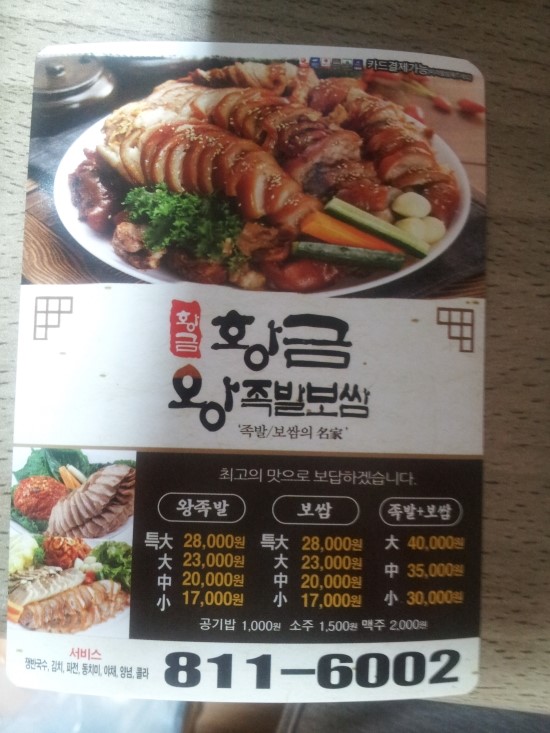 카드결제가능
황금
황금
왕족발보쌈
'족발/보쌈의 名家'
최고의 맛으로 보답하겠습니다.
왕족발 보쌈 족발+보쌈
특大 28,000원 특大 28,000원 大 40,000원
大 23,000원 大 23,000원 中 35,000원
中 20,000원 中 20,000원 小 30,000원
小 17,000원 小 17,000원
공기밥 1,000원 소주 1,500원 맥주 2,000원
서비스
쟁반국수, 김치, 파전, 동치미, 야채, 양념, 콜라
811-6002